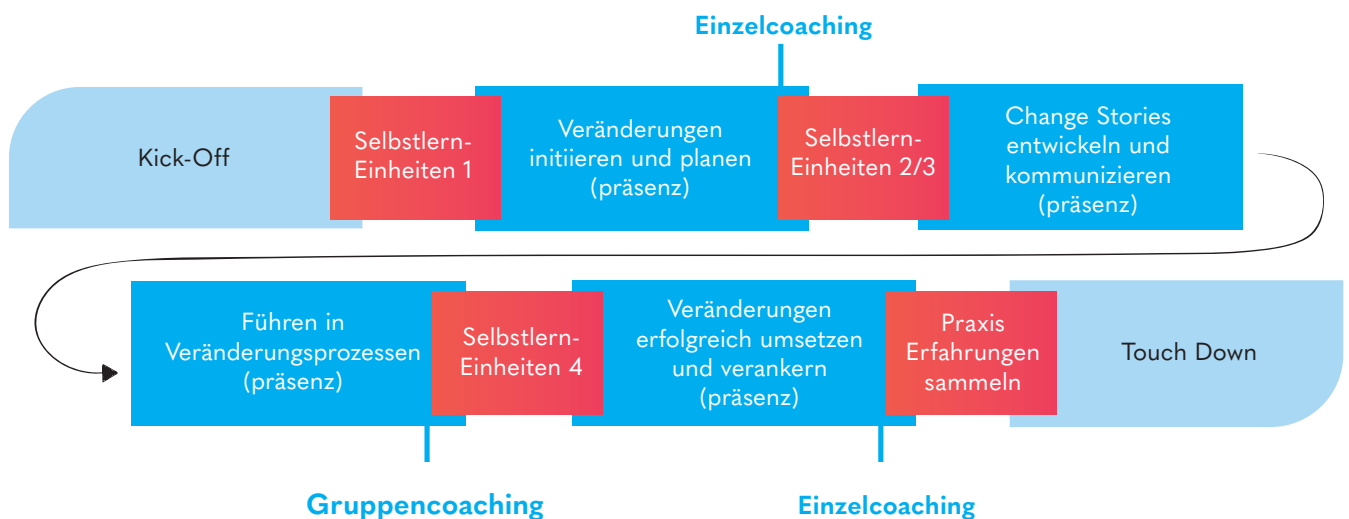 Einzelcoaching
Kick-Off
Selbstlern-
Einheiten 1
Veränderungen
initiieren und planen
(präsenz)
Selbstlern-
Einheiten 2/3
Change Stories
entwickeln und
kommunizieren
(präsenz)
Führen in
Veränderungsprozessen
(präsenz)
Selbstlern-
Einheiten 4
Veränderungen
erfolgreich umsetzen
und verankern
(präsenz)
Praxis
Erfahrungen
sammeln
Touch Down
Gruppencoaching
Einzelcoaching